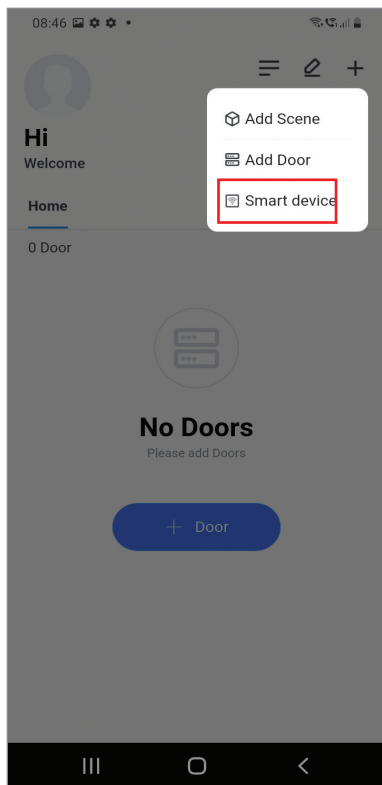 08:46
Add Scene
Hi
Add Door
Welcome
Smart device
Home
0 Door
No Doors
Please add Doors
+ Door